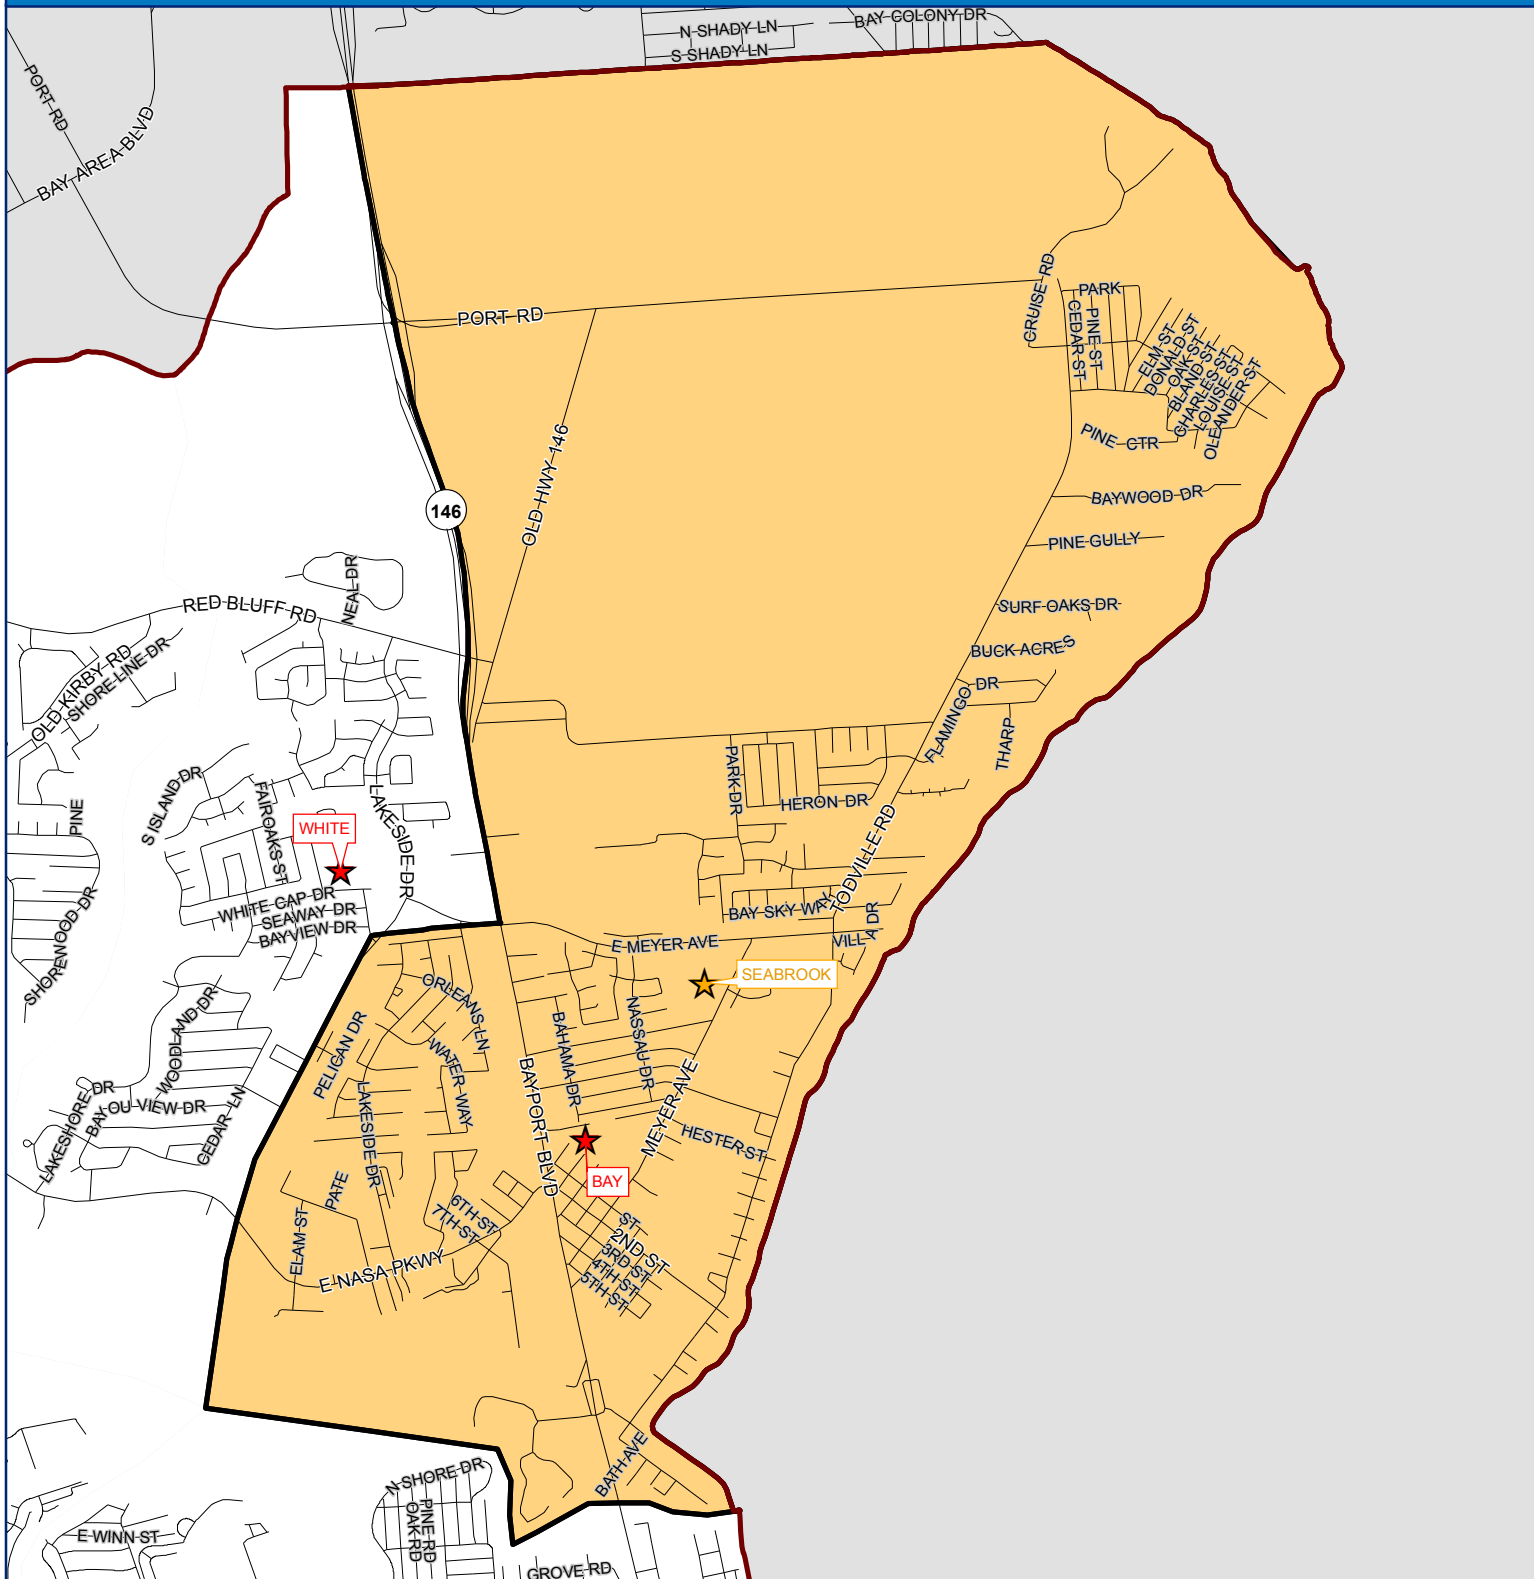 N SHADY LN
BAY COLONY DR
S SHADY LN
PORT RD
BAY AREA BLVD
CRUISE RD
PARK
PORT RD
CEDAR ST
PINE ST
ELM ST
DONALD ST
OAK ST
BLAND ST
CHARLES ST
LOUISE ST
OLEANDER ST
PINE CTR
OLD HWY 146
146
BAYWOOD DR
PINE GULLY
NEAL DR
RED BLUFF RD
SURF OAKS DR
BUCK ACRES
OLD KIRBY RD
SHORE LINE DR
FLAMINGO DR
THARP
S ISLAND DR
FAIROAKS ST
LAKESIDE DR
PARK DR
HERON DR
PINE
WHITE
TODVILLE RD
WHITE CAP DR
SEAWAY DR
BAYVIEW DR
BAY SKY WAY
SHOREWOOD DR
E MEYER AVE
VILLA DR
SEABROOK
ORLEANS LN
WOODLAND DR
PELICAN DR
BAHAMA DR
NASSAU DR
WATER WAY
BAYPORT BLVD
MEYER AVE
LAKESHORE DR
BAYOU VIEW DR
CEDAR LN
LAKESIDE DR
HESTER ST
BAY
PATE
6TH ST
7TH ST
ELAM ST
ST
2ND ST
3RD ST
4TH ST
5TH ST
E NASA PKWY
BATH AVE
N SHORE DR
E WINN ST
OAK RD
PINE RD
GROVE RD